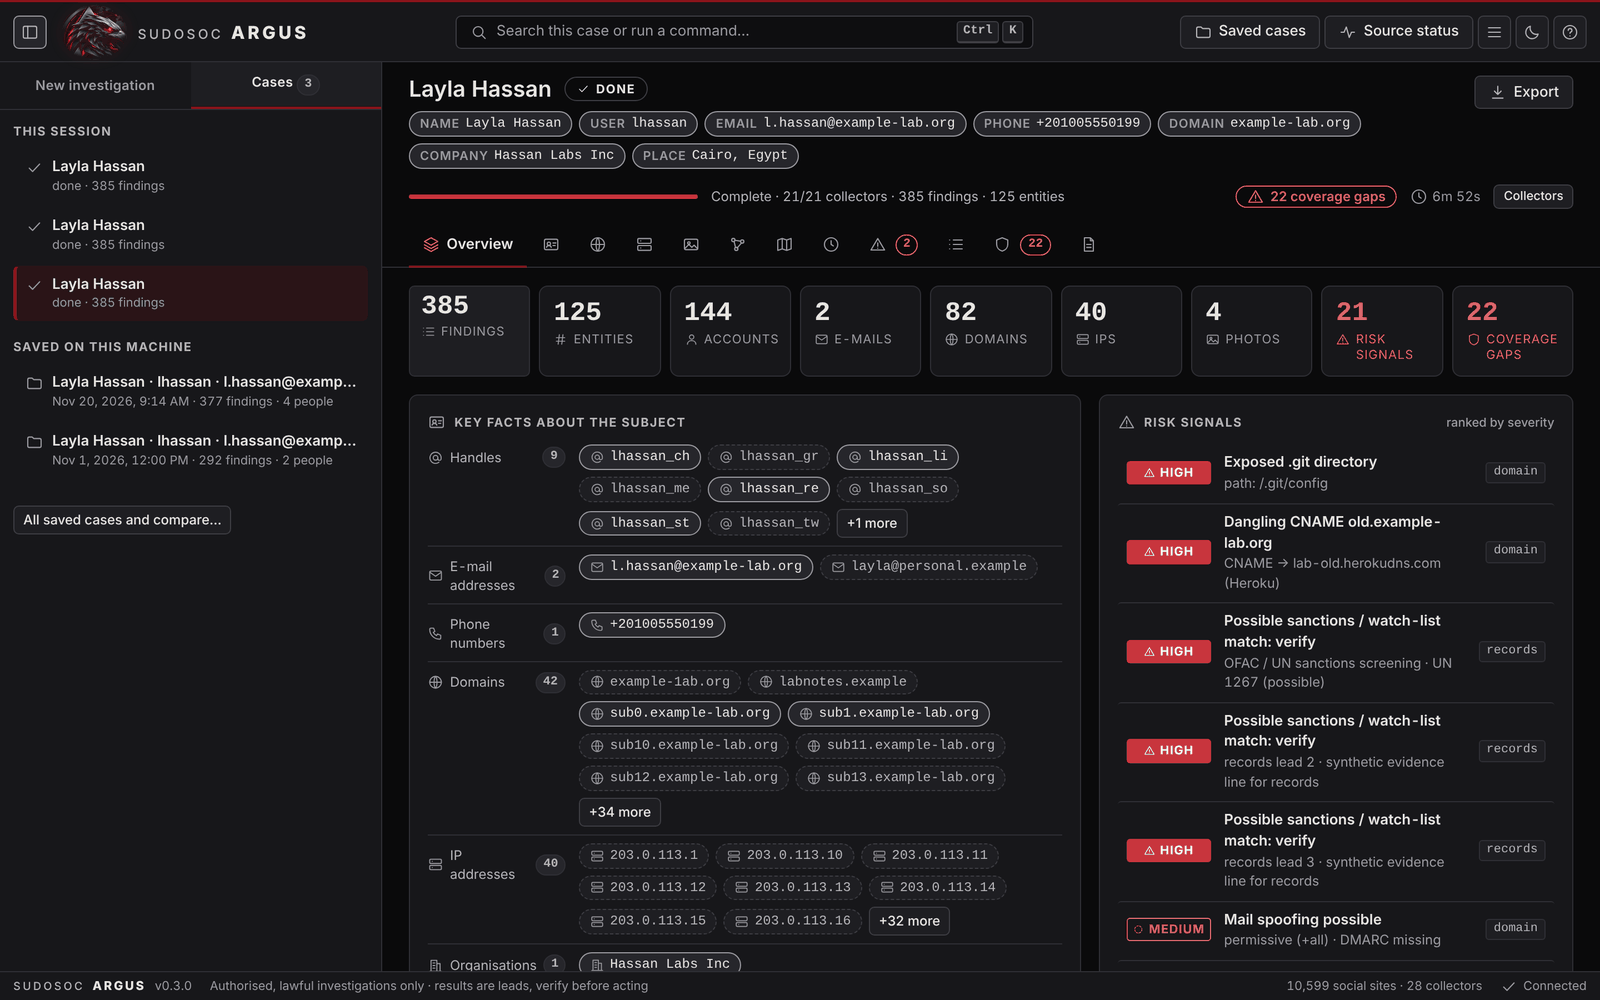 SUDOSOC ARGUS
Search this case or run a command... Ctrl K
Saved cases
Source status
New investigation
Cases 3
THIS SESSION
Layla Hassan
done · 385 findings
Layla Hassan
done · 385 findings
Layla Hassan
done · 385 findings
SAVED ON THIS MACHINE
Layla Hassan · lhassan · l.hassan@examp...
Nov 20, 2026, 9:14 AM · 377 findings · 4 people
Layla Hassan · lhassan · l.hassan@examp...
Nov 1, 2026, 12:00 PM · 292 findings · 2 people
All saved cases and compare...
Layla Hassan DONE
Export
NAME Layla Hassan USER lhassan EMAIL l.hassan@example-lab.org PHONE +201005550199 DOMAIN example-lab.org
COMPANY Hassan Labs Inc PLACE Cairo, Egypt
Complete · 21/21 collectors · 385 findings · 125 entities
22 coverage gaps 6m 52s Collectors
Overview 2 22
385 FINDINGS
125 ENTITIES
144 ACCOUNTS
2 E-MAILS
82 DOMAINS
40 IPS
4 PHOTOS
21 RISK SIGNALS
22 COVERAGE GAPS
KEY FACTS ABOUT THE SUBJECT
Handles 9
lhassan_ch lhassan_gr lhassan_li
lhassan_me lhassan_re lhassan_so
lhassan_st lhassan_tw +1 more
E-mail addresses 2
l.hassan@example-lab.org layla@personal.example
Phone numbers 1
+201005550199
Domains 42
example-1ab.org labnotes.example
sub0.example-lab.org sub1.example-lab.org
sub10.example-lab.org sub11.example-lab.org
sub12.example-lab.org sub13.example-lab.org
+34 more
IP addresses 40
203.0.113.1 203.0.113.10 203.0.113.11
203.0.113.12 203.0.113.13 203.0.113.14
203.0.113.15 203.0.113.16 +32 more
Organisations 1
Hassan Labs Inc
RISK SIGNALS
ranked by severity
HIGH
Exposed .git directory
path: /.git/config
domain
HIGH
Dangling CNAME old.example-
lab.org
CNAME → lab-old.herokudns.com
(Heroku)
domain
HIGH
Possible sanctions / watch-list
match: verify
OFAC / UN sanctions screening · UN
1267 (possible)
records
HIGH
Possible sanctions / watch-list
match: verify
records lead 2 · synthetic evidence
line for records
records
HIGH
Possible sanctions / watch-list
match: verify
records lead 3 · synthetic evidence
line for records
records
MEDIUM
Mail spoofing possible
permissive (+all) · DMARC missing
domain
SUDOSOC ARGUS v0.3.0 Authorised, lawful investigations only · results are leads, verify before acting
10,599 social sites · 28 collectors Connected